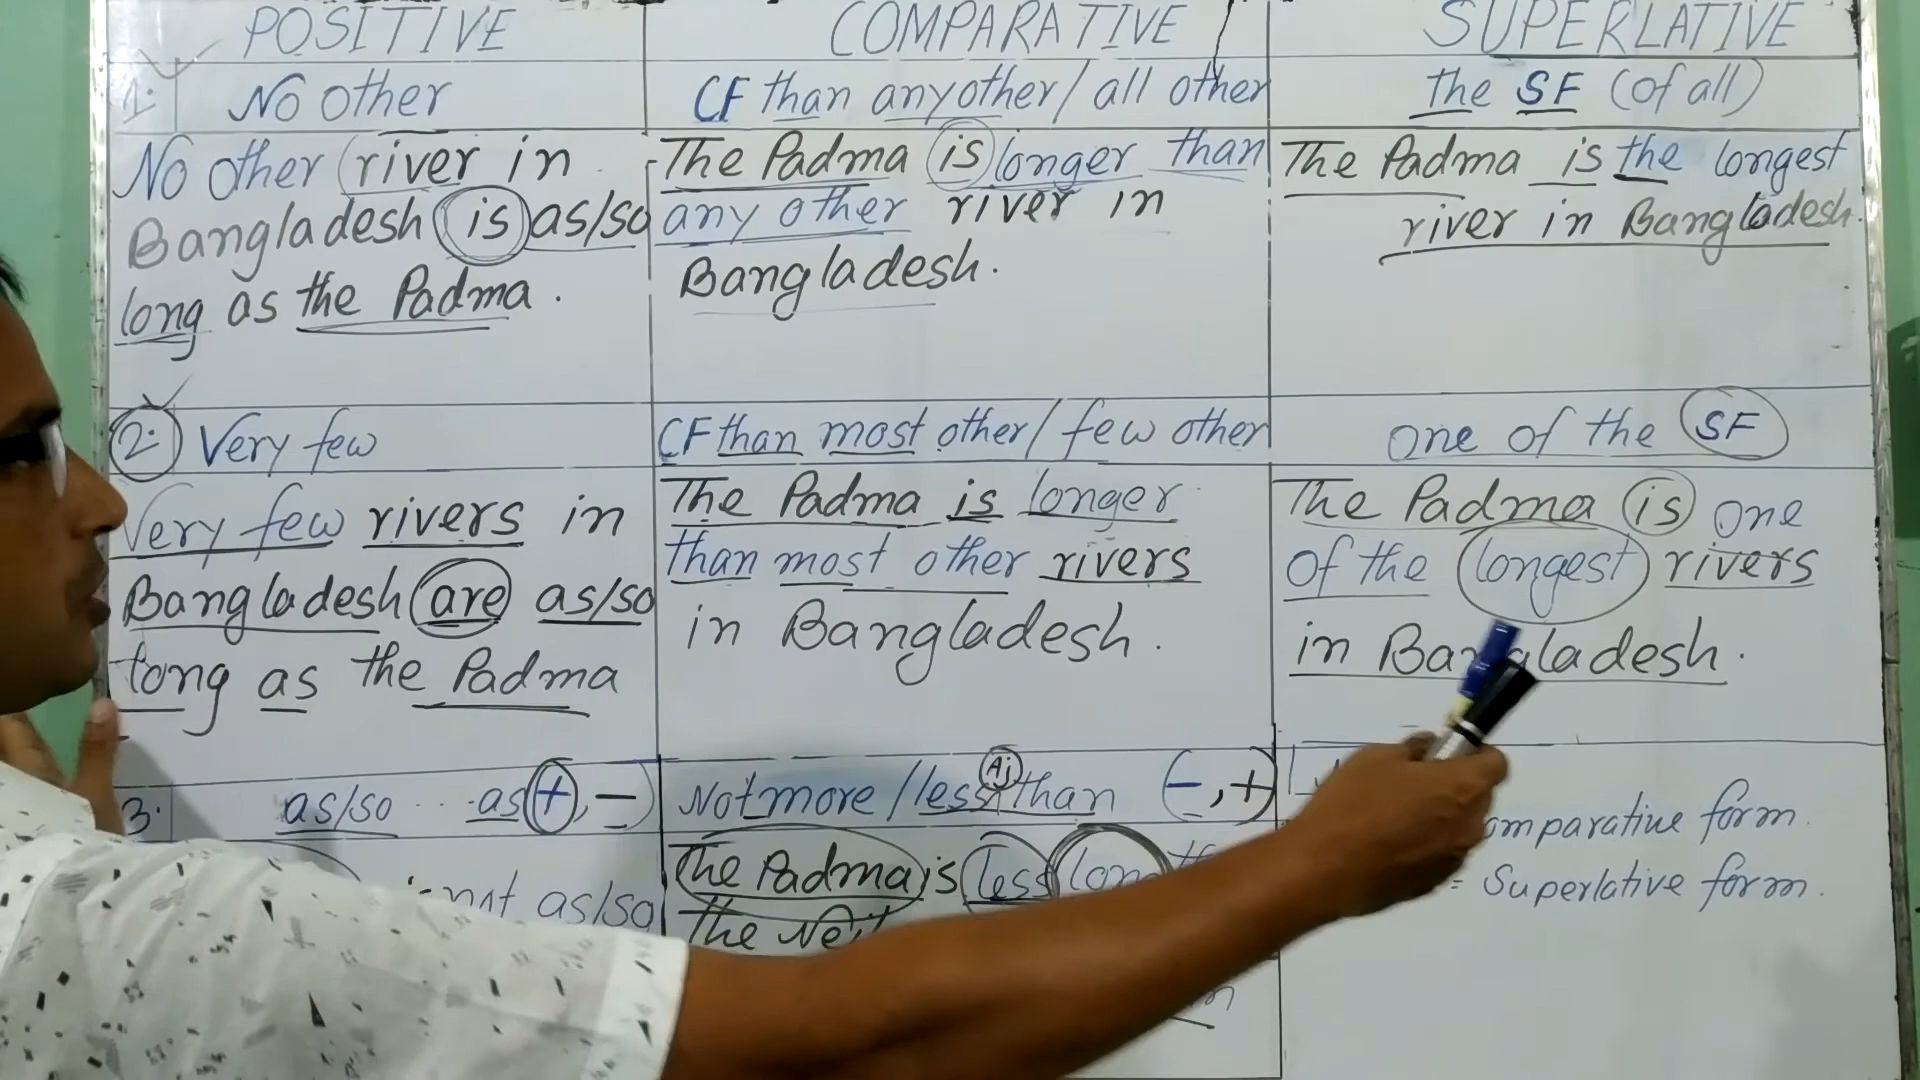 POSITIVE
COMPARATIVE
SUPERLATIVE
1. No other
CF than any other / all other
the SF (of all)
No other river in
Bangladesh is as/so
long as the Padma.
The Padma is longer than
any other river in
Bangladesh.
The Padma is the longest
river in Bangladesh.
2. Very few
CF than most other / few other
One of the SF
Very few rivers in
Bangladesh are as/so
long as the Padma
The Padma is longer
than most other rivers
in Bangladesh.
The Padma is one
of the longest rivers
in Bangladesh.
3. as/so ... as (+, -)
Not more / less Aj than (-, +)
not as/so
The Padma is less
the
form.
= Superlative form.